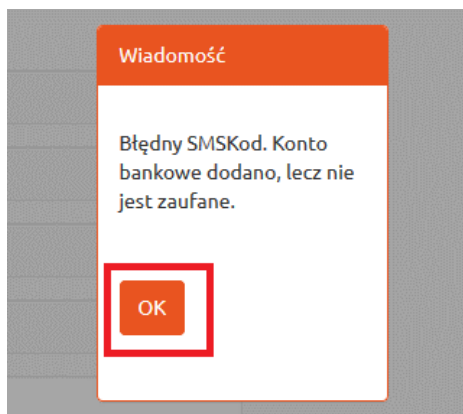 Wiadomość
Błędny SMSKod. Konto
bankowe dodano, lecz nie
jest zaufane.
OK